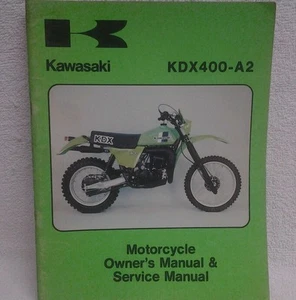 Kawasaki
KDX400-A2
KDX
Motorcycle
Owner's Manual &
Service Manual